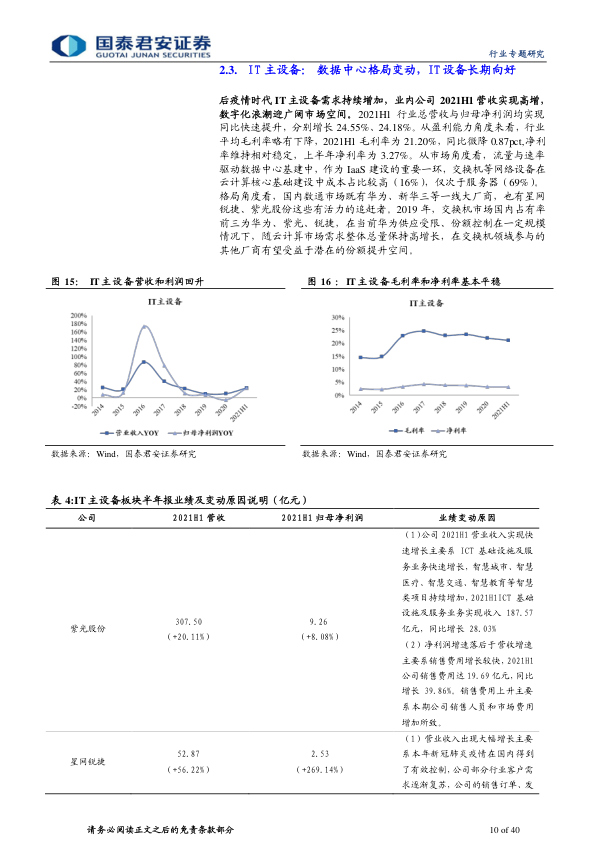 国泰君安证券
GUOTAI JUNAN SECURITIES
行业专题研究
2.3. IT 主设备： 数据中心格局变动，IT 设备长期向好
后疫情时代 IT 主设备需求持续增加，业内公司 2021H1 营收实现高增，
数字化浪潮迎广阔市场空间。2021H1 行业总营收与归母净利润均实现
同比快速提升，分别增长 24.55%、24.18%。从盈利能力角度来看，行业
平均毛利率略有下降，2021H1 毛利率为 21.20%，同比微降 0.87pct,净利
率维持相对稳定，上半年净利率为 3.27%。从市场角度看，流量与速率
驱动数据中心基建中，作为 IaaS 建设的重要一环，交换机等网络设备在
云计算核心基础建设中成本占比较高（16%），仅次于服务器（69%）。
格局角度看，国内数通市场既有华为、新华三等一线大厂商，也有星网
锐捷、紫光股份这些有活力的追赶者。2019 年，交换机市场国内占有率
前三为华为、紫光、锐捷，在当前华为供应受限、份额控制在一定规模
情况下，随云计算市场需求整体总量保持高增长，在交换机领域参与的
其他厂商有望受益于潜在的份额提升空间。
图 15： IT 主设备营收和利润回升
IT主设备
200%
180%
160%
140%
120%
100%
80%
60%
40%
20%
0%
-20%
2014 2015 2016 2017 2018 2019 2020 2021H1
营业收入YOY 归母净利润YOY
数据来源：Wind，国泰君安证券研究
图 16 ： IT 主设备毛利率和净利率基本平稳
IT主设备
30%
25%
20%
15%
10%
5%
0%
2014 2015 2016 2017 2018 2019 2020 2021H1
毛利率 净利率
数据来源：Wind，国泰君安证券研究
表 4:IT 主设备板块半年报业绩及变动原因说明（亿元）
公司 2021H1 营收 2021H1 归母净利润 业绩变动原因
紫光股份
307.50
(+20.11%)
9.26
(+8.08%)
（1)公司 2021H1 营业收入实现快
速增长主要系 ICT 基础设施及服
务业务快速增长，智慧城市、智慧
医疗、智慧交通、智慧教育等智慧
类项目持续增加，2021H1ICT 基础
设施及服务业务实现收入 187.57
亿元，同比增长 28.03%
（2）净利润增速落后于营收增速
主要系销售费用增长较快，2021H1
公司销售费用达 19.69 亿元，同比
增长 39.86%。销售费用上升主要
系本期公司销售人员和市场费用
增加所致。
星网锐捷
52.87
(+56.22%)
2.53
(+269.14%)
（1）营业收入出现大幅增长主要
系本年新冠肺炎疫情在国内得到
了有效控制，公司部分行业客户需
求逐渐复苏，公司的销售订单、发
请务必阅读正文之后的免责条款部分
10 of 40